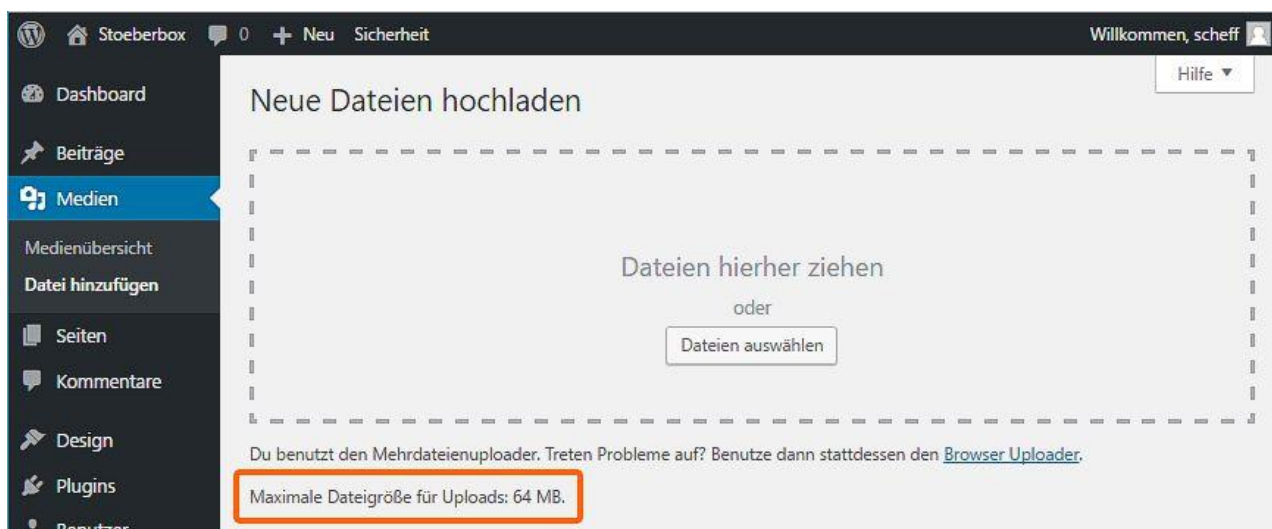 Stoeberbox 0 + Neu Sicherheit Willkommen, scheff
Hilfe ▼
Dashboard
Beiträge
Medien
Medienübersicht
Datei hinzufügen
Seiten
Kommentare
Design
Plugins
Benutzer
Neue Dateien hochladen
Dateien hierher ziehen
oder
Dateien auswählen
Du benutzt den Mehrdateienuploader. Treten Probleme auf? Benutze dann stattdessen den Browser Uploader.
Maximale Dateigröße für Uploads: 64 MB.